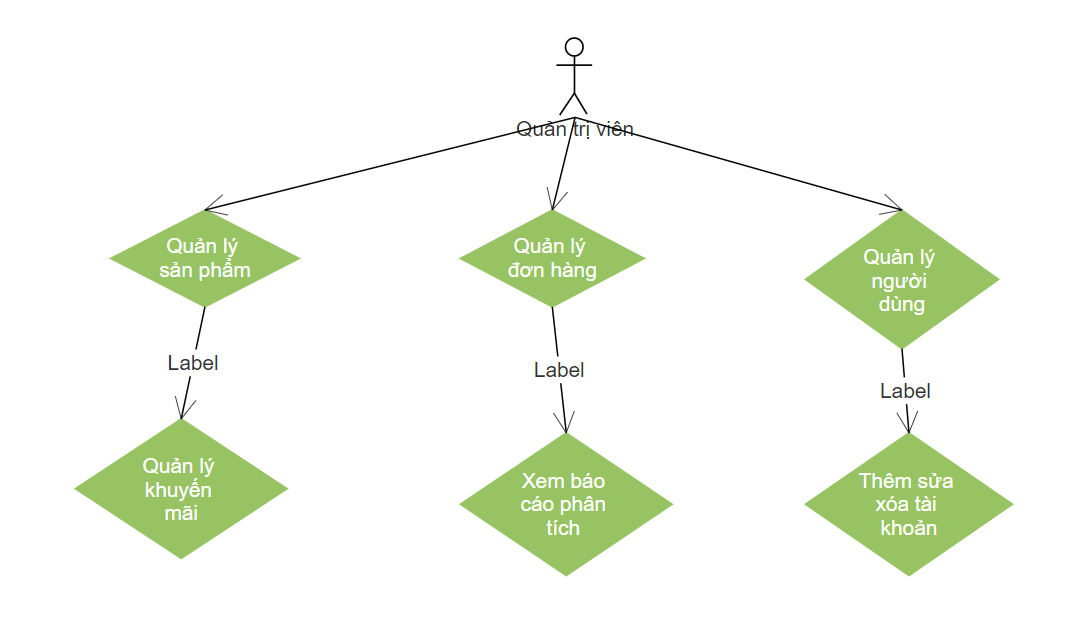 Quản trị viên
Quản lý
sản phẩm
Quản lý
đơn hàng
Quản lý
người
dùng
Label
Label
Label
Quản lý
khuyến
mãi
Xem báo
cáo phân
tích
Thêm sửa
xóa tài
khoản